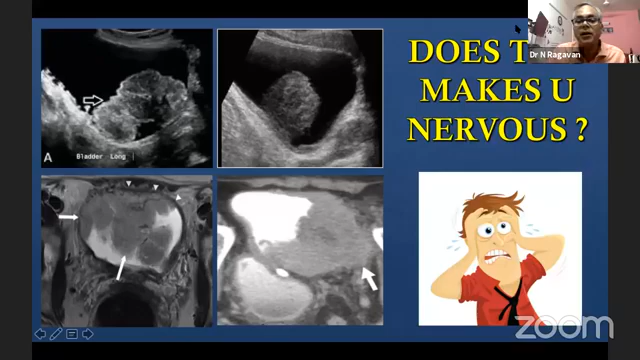 Dr N Ragavan
DOES T
MAKES U
NERVOUS ?
A
Bladder Long
zoom